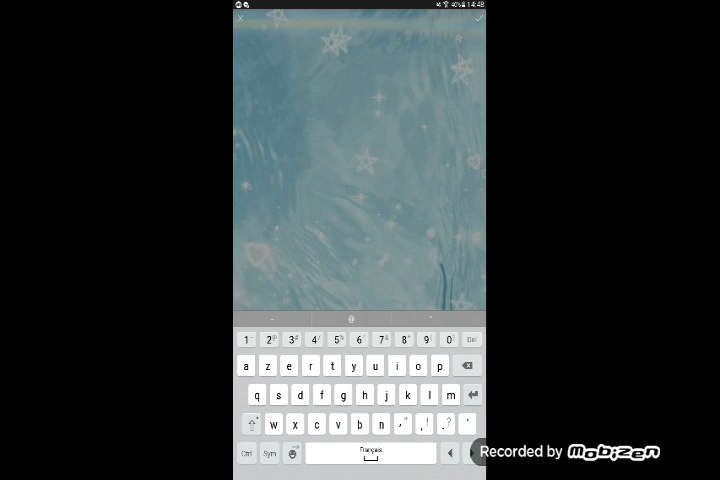 40% 14:48
- @ "
1 2 3 4 5 6 7 8 9 0 Del
a z e r t y u i o p
q s d f g h j k l m
w x c v b n , ! . ? '
Ctrl Sym Français
Recorded by mobizen